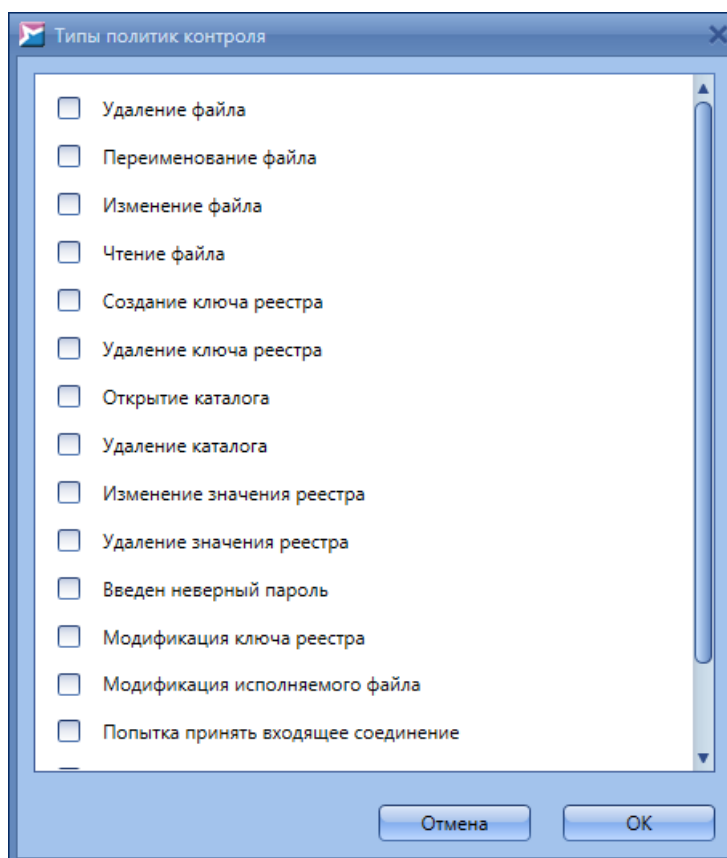 Типы политик контроля
Удаление файла
Переименование файла
Изменение файла
Чтение файла
Создание ключа реестра
Удаление ключа реестра
Открытие каталога
Удаление каталога
Изменение значения реестра
Удаление значения реестра
Введен неверный пароль
Модификация ключа реестра
Модификация исполняемого файла
Попытка принять входящее соединение
Отмена
ОК